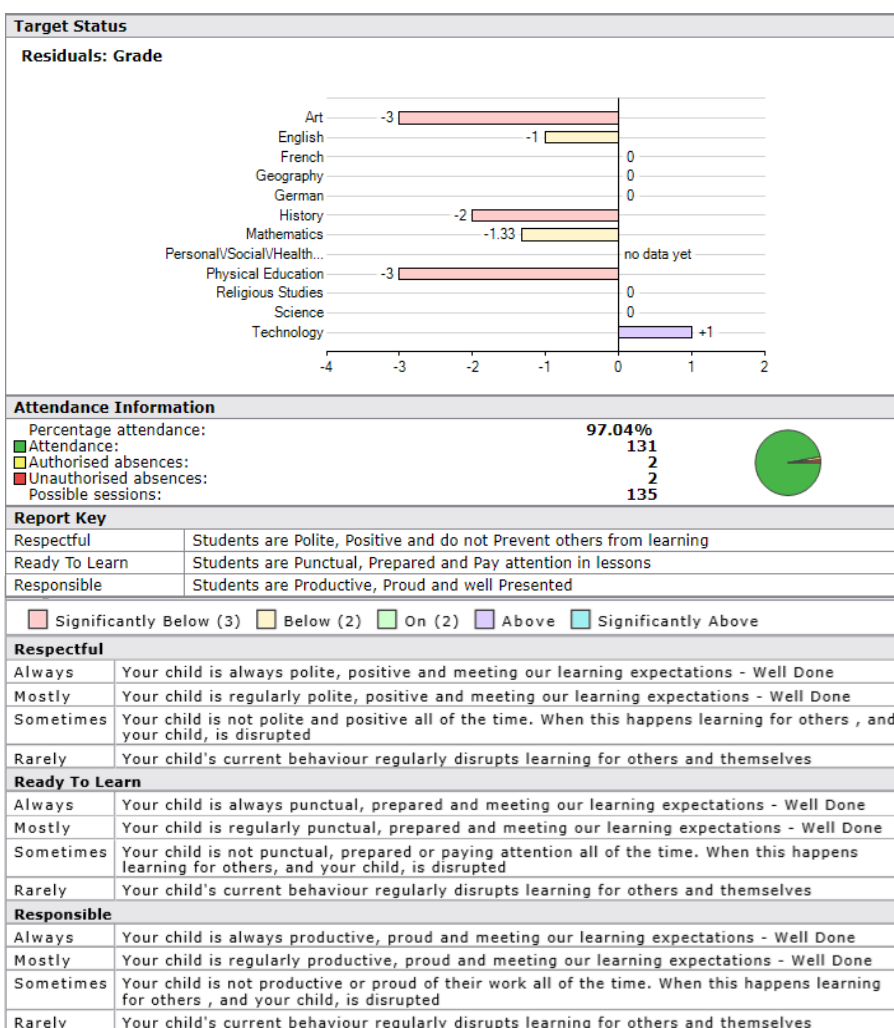 Target Status
Residuals: Grade
Art -3
English -1
French 0
Geography 0
German 0
History -2
Mathematics -1.33
Personal\/Social\/Health... no data yet
Physical Education -3
Religious Studies 0
Science 0
Technology +1
-4 -3 -2 -1 0 1 2
Attendance Information
Percentage attendance: 97.04%
Attendance: 131
Authorised absences: 2
Unauthorised absences: 2
Possible sessions: 135
Report Key
Respectful Students are Polite, Positive and do not Prevent others from learning
Ready To Learn Students are Punctual, Prepared and Pay attention in lessons
Responsible Students are Productive, Proud and well Presented
Significantly Below (3) Below (2) On (2) Above Significantly Above
Respectful
Always Your child is always polite, positive and meeting our learning expectations - Well Done
Mostly Your child is regularly polite, positive and meeting our learning expectations - Well Done
Sometimes Your child is not polite and positive all of the time. When this happens learning for others , and
your child, is disrupted
Rarely Your child's current behaviour regularly disrupts learning for others and themselves
Ready To Learn
Always Your child is always punctual, prepared and meeting our learning expectations - Well Done
Mostly Your child is regularly punctual, prepared and meeting our learning expectations - Well Done
Sometimes Your child is not punctual, prepared or paying attention all of the time. When this happens
learning for others, and your child, is disrupted
Rarely Your child's current behaviour regularly disrupts learning for others and themselves
Responsible
Always Your child is always productive, proud and meeting our learning expectations - Well Done
Mostly Your child is regularly productive, proud and meeting our learning expectations - Well Done
Sometimes Your child is not productive or proud of their work all of the time. When this happens learning
for others , and your child, is disrupted
Rarely Your child's current behaviour regularly disrupts learning for others and themselves